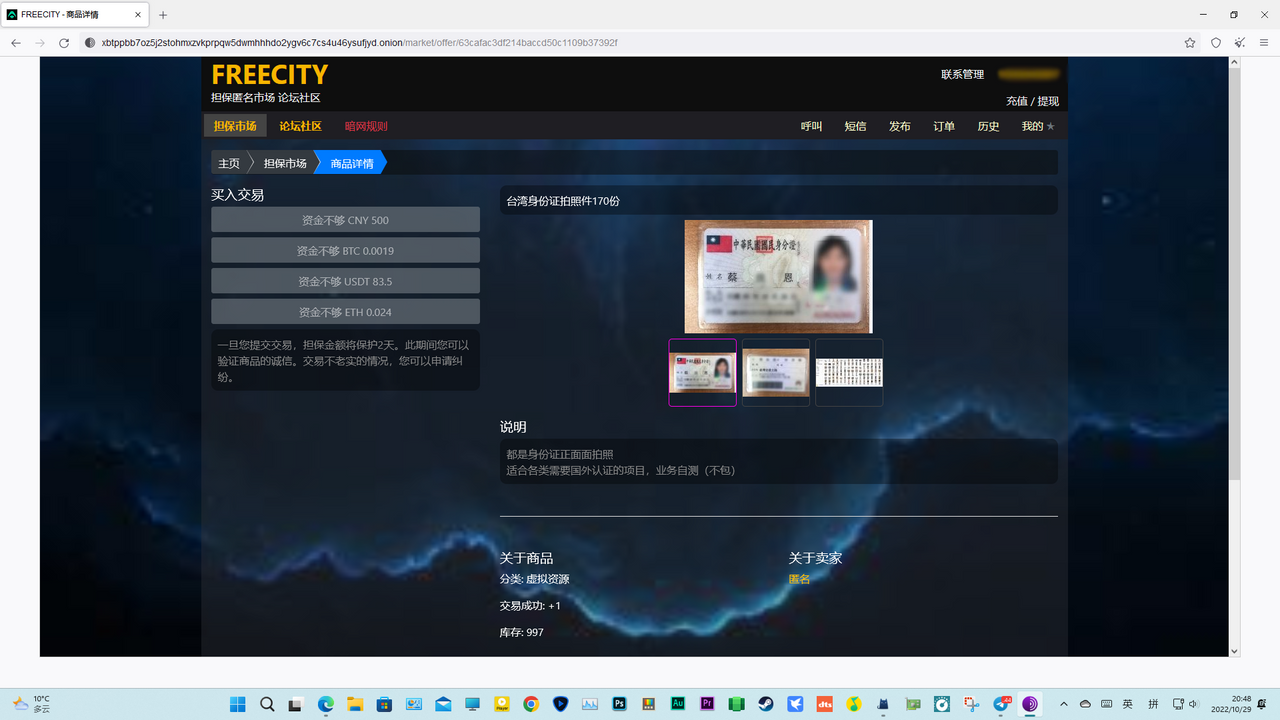 FREECITY - 商品详情
xbtppbb7oz5j2stohmxzvkprpqw5dwmhhhdo2ygv6c7cs4u46ysufjyd.onion/market/offer/63cafac3df214baccd50c1109b37392f
FREECITY
担保匿名市场 论坛社区
联系管理
充值 / 提现
担保市场 论坛社区 暗网规则 呼叫 短信 发布 订单 历史 我的 ★
主页 担保市场 商品详情
买入交易
资金不够 CNY 500
资金不够 BTC 0.0019
资金不够 USDT 83.5
资金不够 ETH 0.024
一旦您提交交易，担保金额将保护2天。此期间您可以
验证商品的诚信。交易不老实的情况，您可以申请纠
纷。
台湾身份证拍照件170份
中華民國國民身分證
姓名 蔡 恩
说明
都是身份证正面面拍照
适合各类需要国外认证的项目，业务自测（不包）
关于商品
分类: 虚拟资源
交易成功: +1
库存: 997
关于卖家
匿名
10°C
多云
英 拼
20:48
2022/10/29